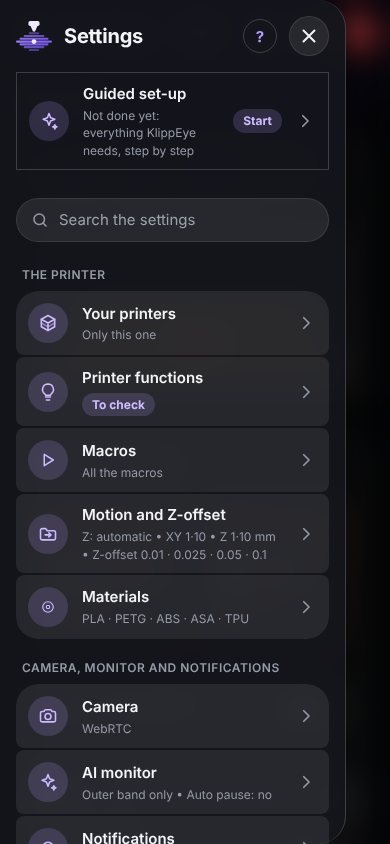 Settings
?
Guided set-up
Not done yet:
everything KlippEye
needs, step by step
Start
Search the settings
THE PRINTER
Your printers
Only this one
Printer functions
To check
Macros
All the macros
Motion and Z-offset
Z: automatic • XY 1·10 • Z 1·10 mm
• Z-offset 0.01 · 0.025 · 0.05 · 0.1
Materials
PLA · PETG · ABS · ASA · TPU
CAMERA, MONITOR AND NOTIFICATIONS
Camera
WebRTC
AI monitor
Outer band only • Auto pause: no
Notifications